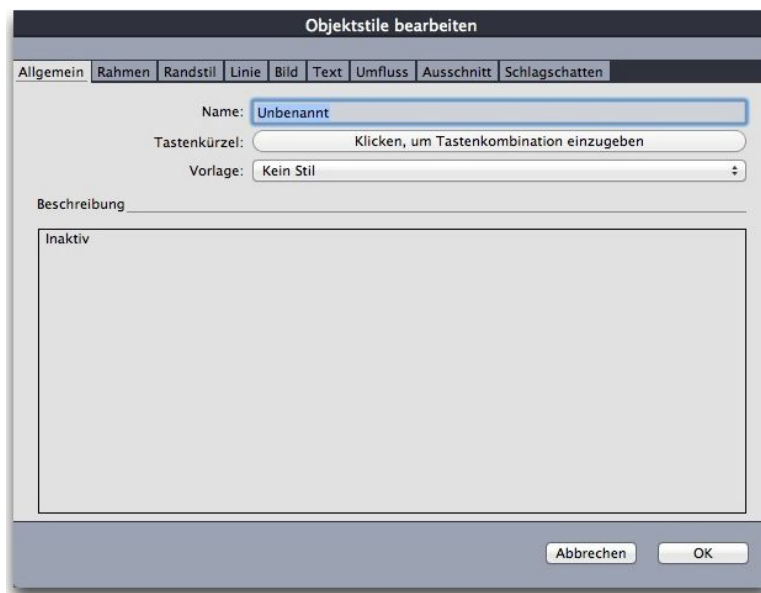 Objektstile bearbeiten
Allgemein Rahmen Randstil Linie Bild Text Umfluss Ausschnitt Schlagschatten
Name: Unbenannt
Tastenkürzel: Klicken, um Tastenkombination einzugeben
Vorlage: Kein Stil
Beschreibung
Inaktiv
Abbrechen OK